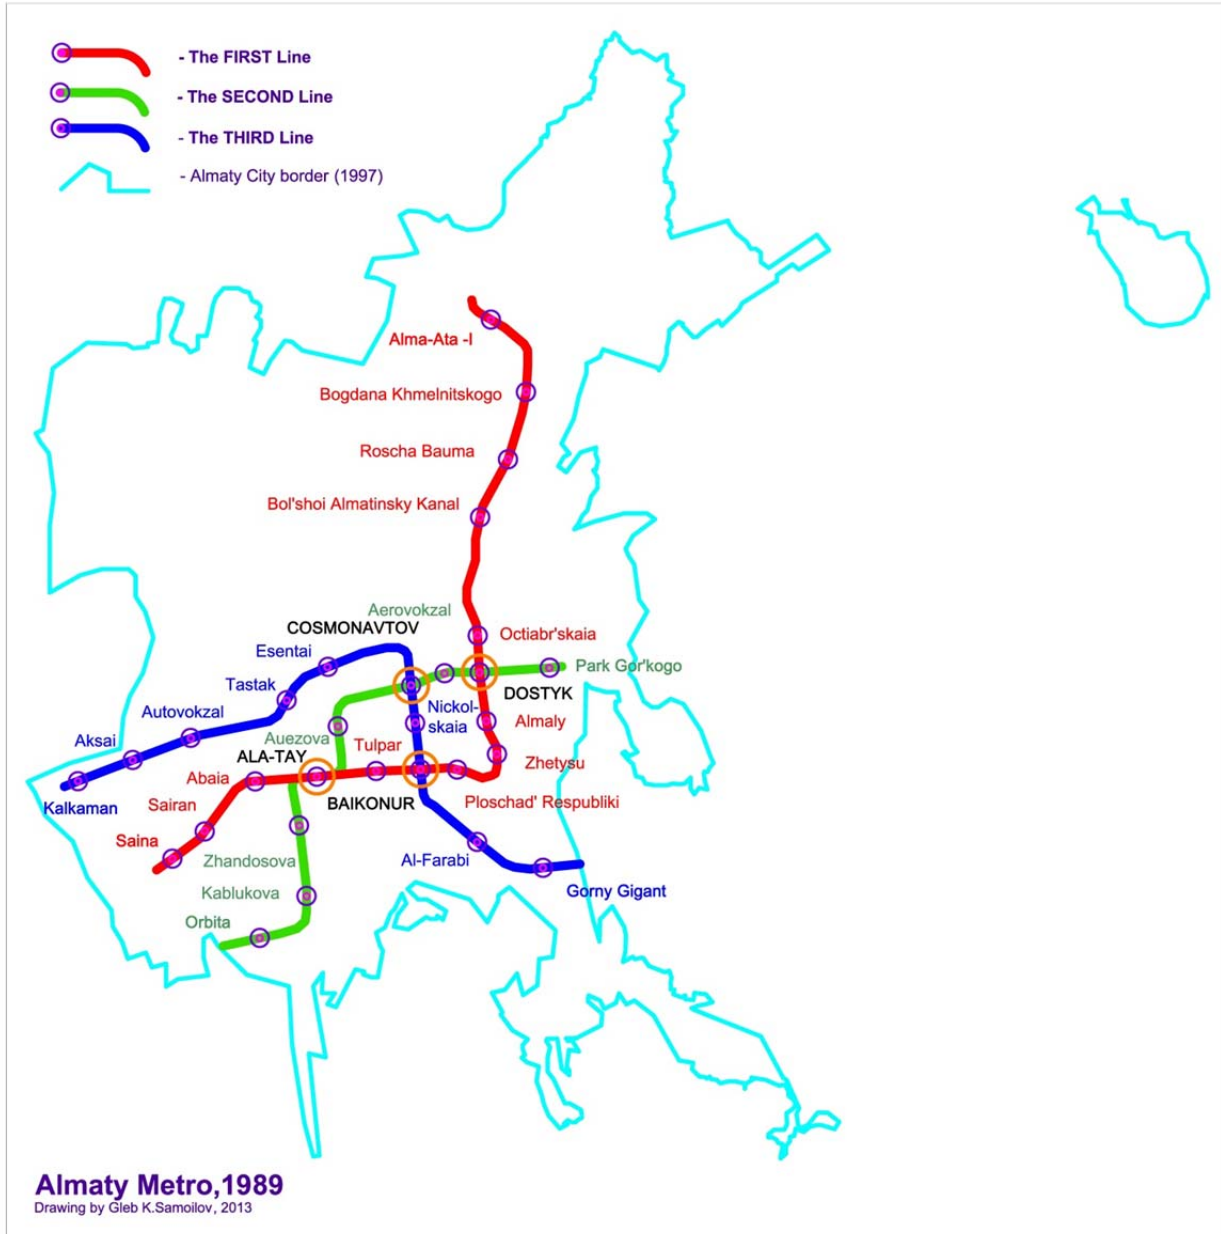 - The FIRST Line
- The SECOND Line
- The THIRD Line
- Almaty City border (1997)
Alma-Ata -I
Bogdana Khmelnitskogo
Roscha Bauma
Bol'shoi Almatinsky Kanal
Aerovokzal
COSMONAVTOV
Octiabr'skaia
Esentai
Park Gor'kogo
Tastak
DOSTYK
Nickol-
skaia
Autovokzal
Almaly
Auezova
Aksai
Tulpar
ALA-TAY
Zhetysu
Abaia
Kalkaman
Sairan
BAIKONUR
Ploschad' Respubliki
Saina
Zhandosova
Al-Farabi
Kablukova
Gorny Gigant
Orbita
Almaty Metro,1989
Drawing by Gleb K.Samoilov, 2013